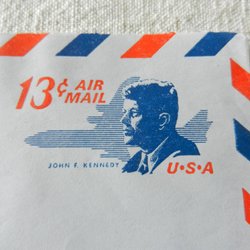 13¢ AIR MAIL
JOHN F. KENNEDY
U·S·A